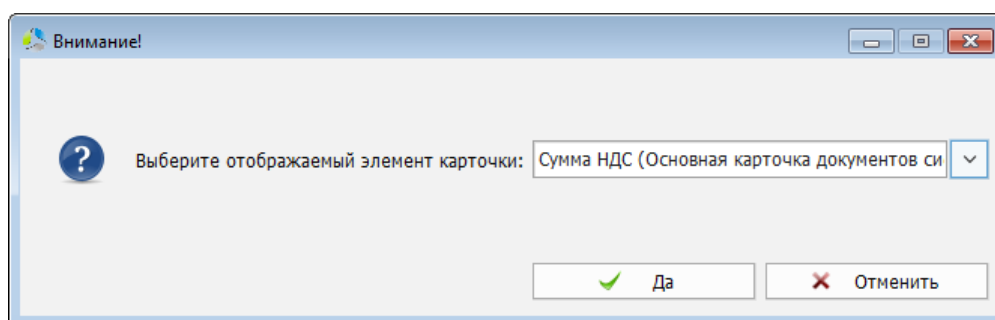 Внимание!
Выберите отображаемый элемент карточки: Сумма НДС (Основная карточка документов си
Да Отменить